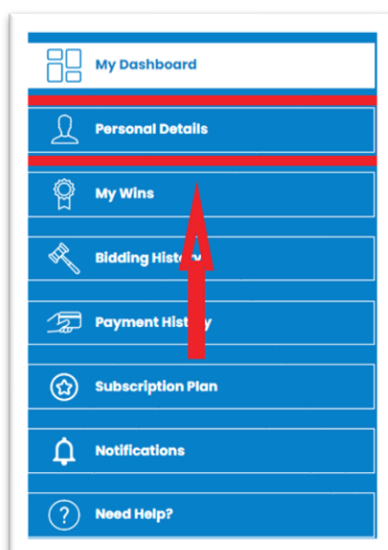 My Dashboard
Personal Details
My Wins
Bidding History
Payment History
Subscription Plan
Notifications
Need Help?